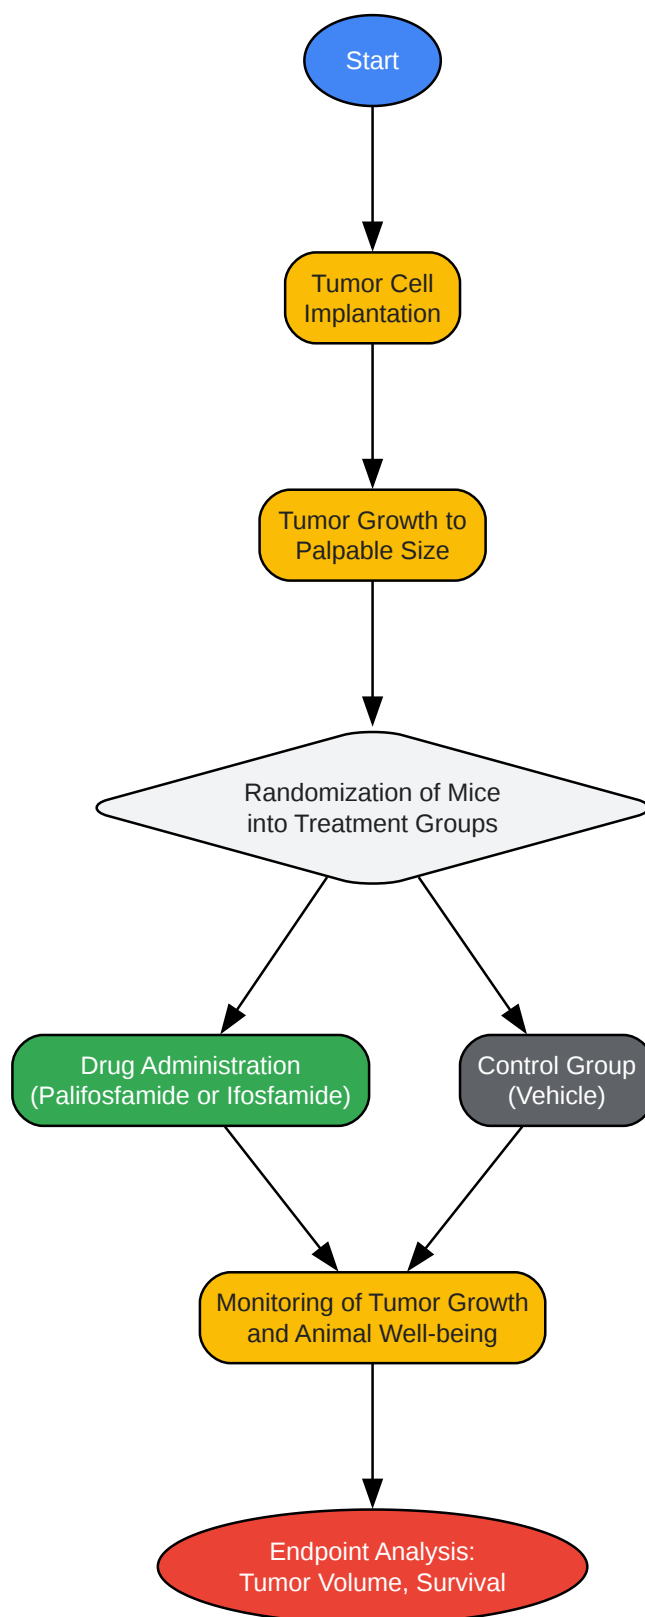 Start
Tumor Cell
Implantation
Tumor Growth to
Palpable Size
Randomization of Mice
into Treatment Groups
Drug Administration
(Palifosfamide or Ifosfamide)
Control Group
(Vehicle)
Monitoring of Tumor Growth
and Animal Well-being
Endpoint Analysis:
Tumor Volume, Survival